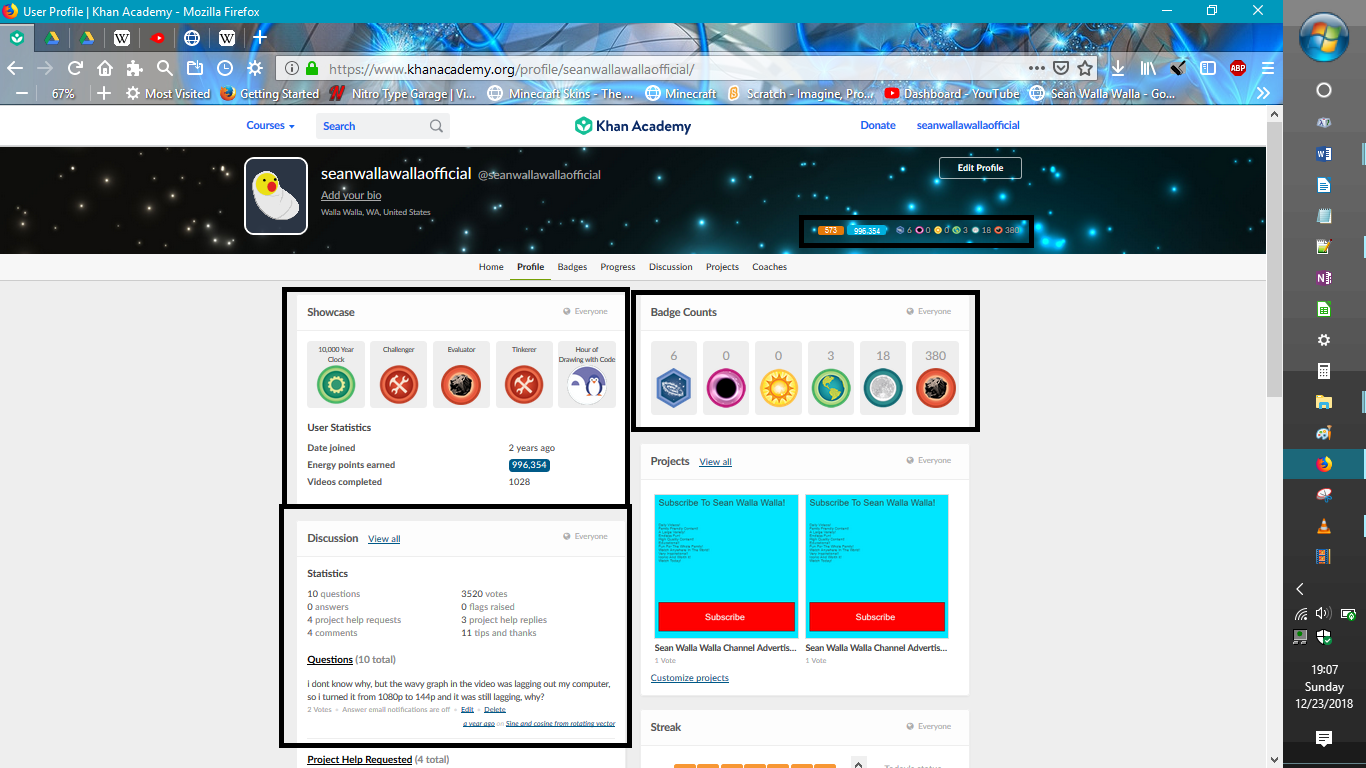 User Profile | Khan Academy - Mozilla Firefox
https://www.khanacademy.org/profile/seanwallawallaofficial/
67%
Most Visited
Getting Started
Nitro Type Garage | Vi...
Minecraft Skins - The ...
Minecraft
Scratch - Imagine, Pro...
Dashboard - YouTube
Sean Walla Walla - Go...
ABP
Courses
Search
Khan Academy
Donate
seanwallawallaofficial
seanwallawallaofficial @seanwallawallaofficial
Add your bio
Walla Walla, WA, United States
Edit Profile
573 996,354 6 0 0 3 18 380
Home Profile Badges Progress Discussion Projects Coaches
Showcase
Everyone
10,000 Year
Clock
Challenger
Evaluator
Tinkerer
Hour of
Drawing with Code
User Statistics
Date joined 2 years ago
Energy points earned 996,354
Videos completed 1028
Badge Counts
Everyone
6 0 0 3 18 380
Discussion View all
Everyone
Statistics
10 questions 3520 votes
0 answers 0 flags raised
4 project help requests 3 project help replies
4 comments 11 tips and thanks
Questions (10 total)
i dont know why, but the wavy graph in the video was lagging out my computer,
so i turned it from 1080p to 144p and it was still lagging, why?
2 Votes • Answer email notifications are off • Edit • Delete
a year ago on Sine and cosine from rotating vector
Project Help Requested (4 total)
Projects View all
Everyone
Subscribe To Sean Walla Walla!
Subscribe
Sean Walla Walla Channel Advertis...
1 Vote
Subscribe To Sean Walla Walla!
Subscribe
Sean Walla Walla Channel Advertis...
1 Vote
Customize projects
Streak
Everyone
Today's status
19:07
Sunday
12/23/2018